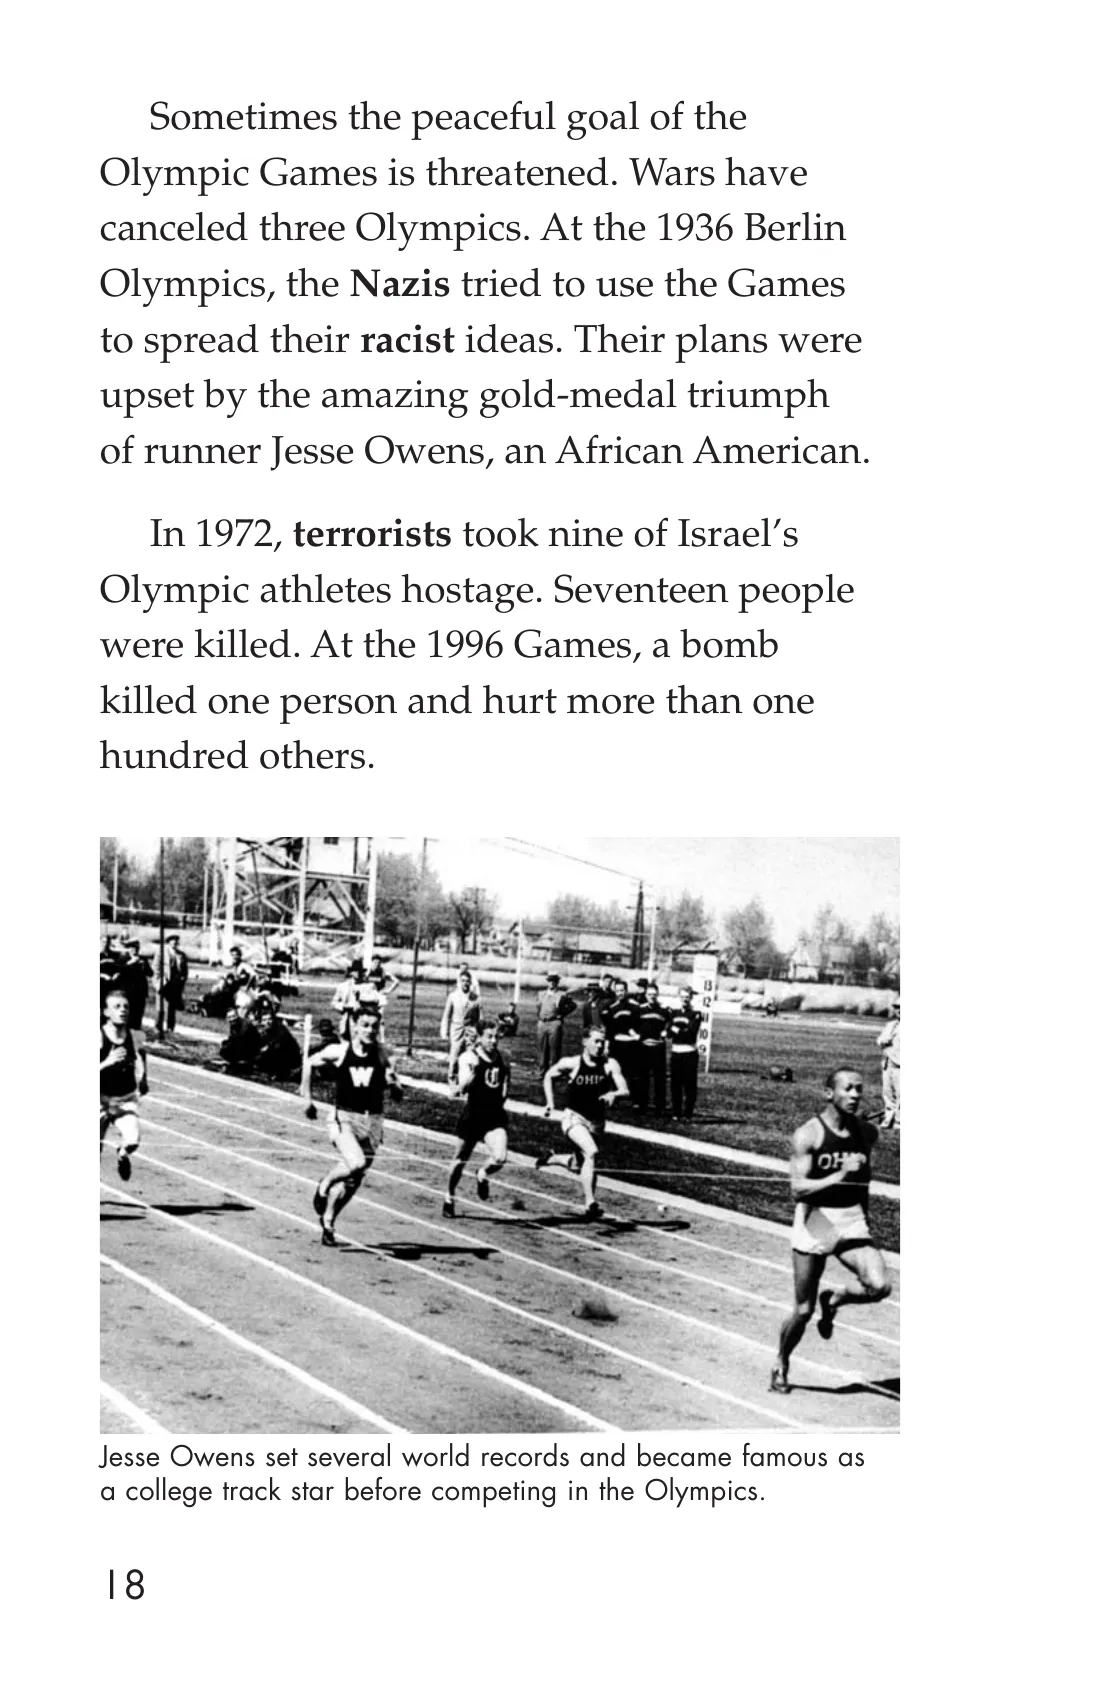 Sometimes the peaceful goal of the
Olympic Games is threatened. Wars have
canceled three Olympics. At the 1936 Berlin
Olympics, the Nazis tried to use the Games
to spread their racist ideas. Their plans were
upset by the amazing gold-medal triumph
of runner Jesse Owens, an African American.
In 1972, terrorists took nine of Israel’s
Olympic athletes hostage. Seventeen people
were killed. At the 1996 Games, a bomb
killed one person and hurt more than one
hundred others.
13
12
11
10
9
W
C
OHIO
OHIO
Jesse Owens set several world records and became famous as
a college track star before competing in the Olympics.
18